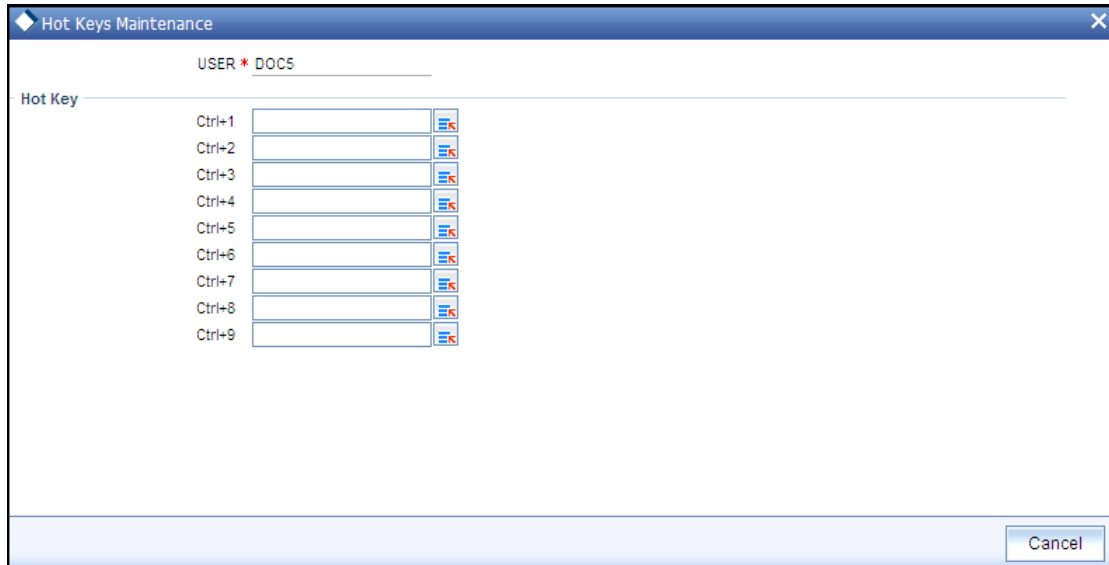 Hot Keys Maintenance
USER * DOC5
Hot Key
Ctrl+1
Ctrl+2
Ctrl+3
Ctrl+4
Ctrl+5
Ctrl+6
Ctrl+7
Ctrl+8
Ctrl+9
Cancel